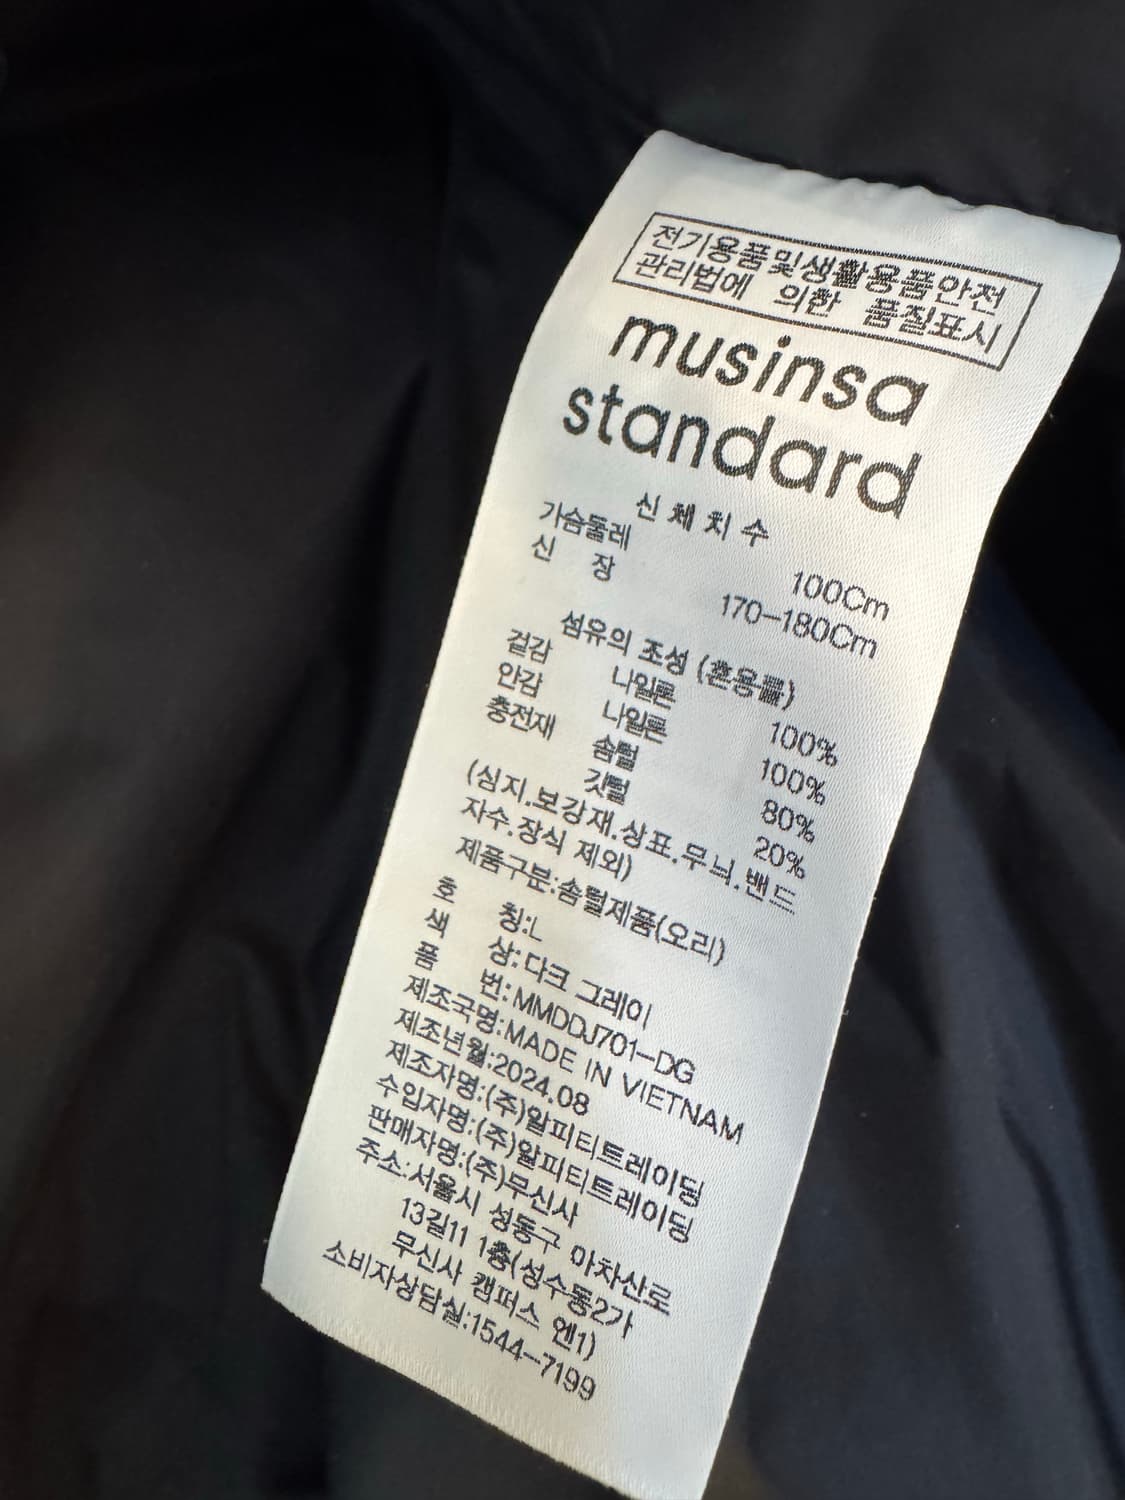 전기용품및생활용품안전
관리법에 의한 품질표시
musinsa
standard
신 체 치 수
가슴둘레 100Cm
신 장 170-180Cm
섬유의 조성 (혼용률)
겉감 나일론 100%
안감 나일론 100%
충전재 솜털 80%
깃털 20%
(심지.보강재.상표.무늬.밴드
자수.장식 제외)
제품구분:솜털제품(오리)
호 칭:L
색 상:다크 그레이
품 번:MMDDJ701-DG
제조국명:MADE IN VIETNAM
제조년월:2024.08
제조자명:(주)알피티트레이딩
수입자명:(주)알피티트레이딩
판매자명:(주)무신사
주소:서울시 성동구 아차산로
13길11 1층(성수동2가
무신사 캠퍼스 엔1)
소비자상담실:1544-7199